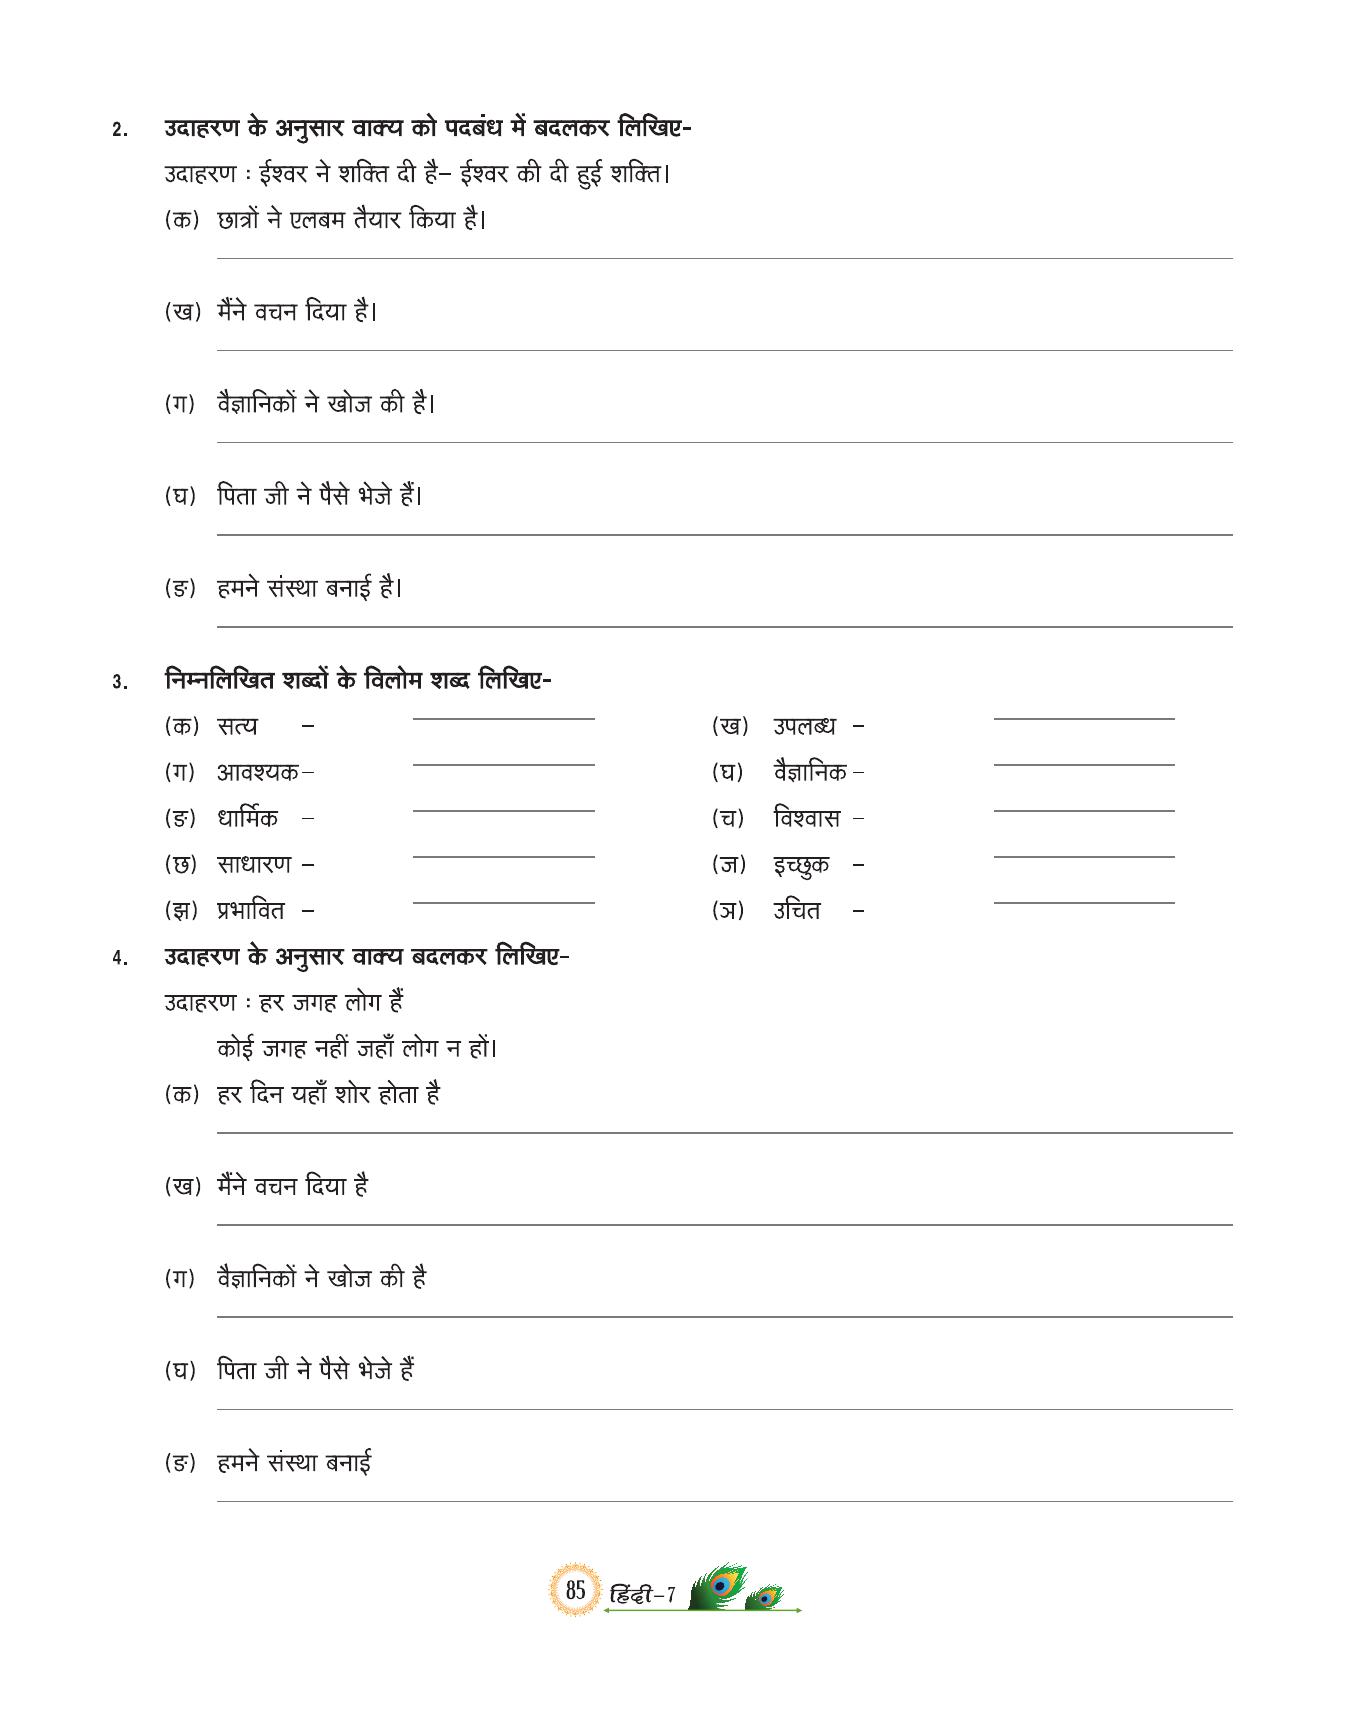 2. उदाहरण के अनुसार वाक्य को पदबंध में बदलकर लिखिए-
उदाहरण : ईश्वर ने शक्ति दी है– ईश्वर की दी हुई शक्ति।
(क) छात्रों ने एलबम तैयार किया है।
(ख) मैंने वचन दिया है।
(ग) वैज्ञानिकों ने खोज की है।
(घ) पिता जी ने पैसे भेजे हैं।
(ङ) हमने संस्था बनाई है।
3. निम्नलिखित शब्दों के विलोम शब्द लिखिए-
(क) सत्य – (ख) उपलब्ध –
(ग) आवश्यक – (घ) वैज्ञानिक –
(ङ) धार्मिक – (च) विश्वास –
(छ) साधारण – (ज) इच्छुक –
(झ) प्रभावित – (ञ) उचित –
4. उदाहरण के अनुसार वाक्य बदलकर लिखिए–
उदाहरण : हर जगह लोग हैं
कोई जगह नहीं जहाँ लोग न हों।
(क) हर दिन यहाँ शोर होता है
(ख) मैंने वचन दिया है
(ग) वैज्ञानिकों ने खोज की है
(घ) पिता जी ने पैसे भेजे हैं
(ङ) हमने संस्था बनाई
85 हिंदी–7